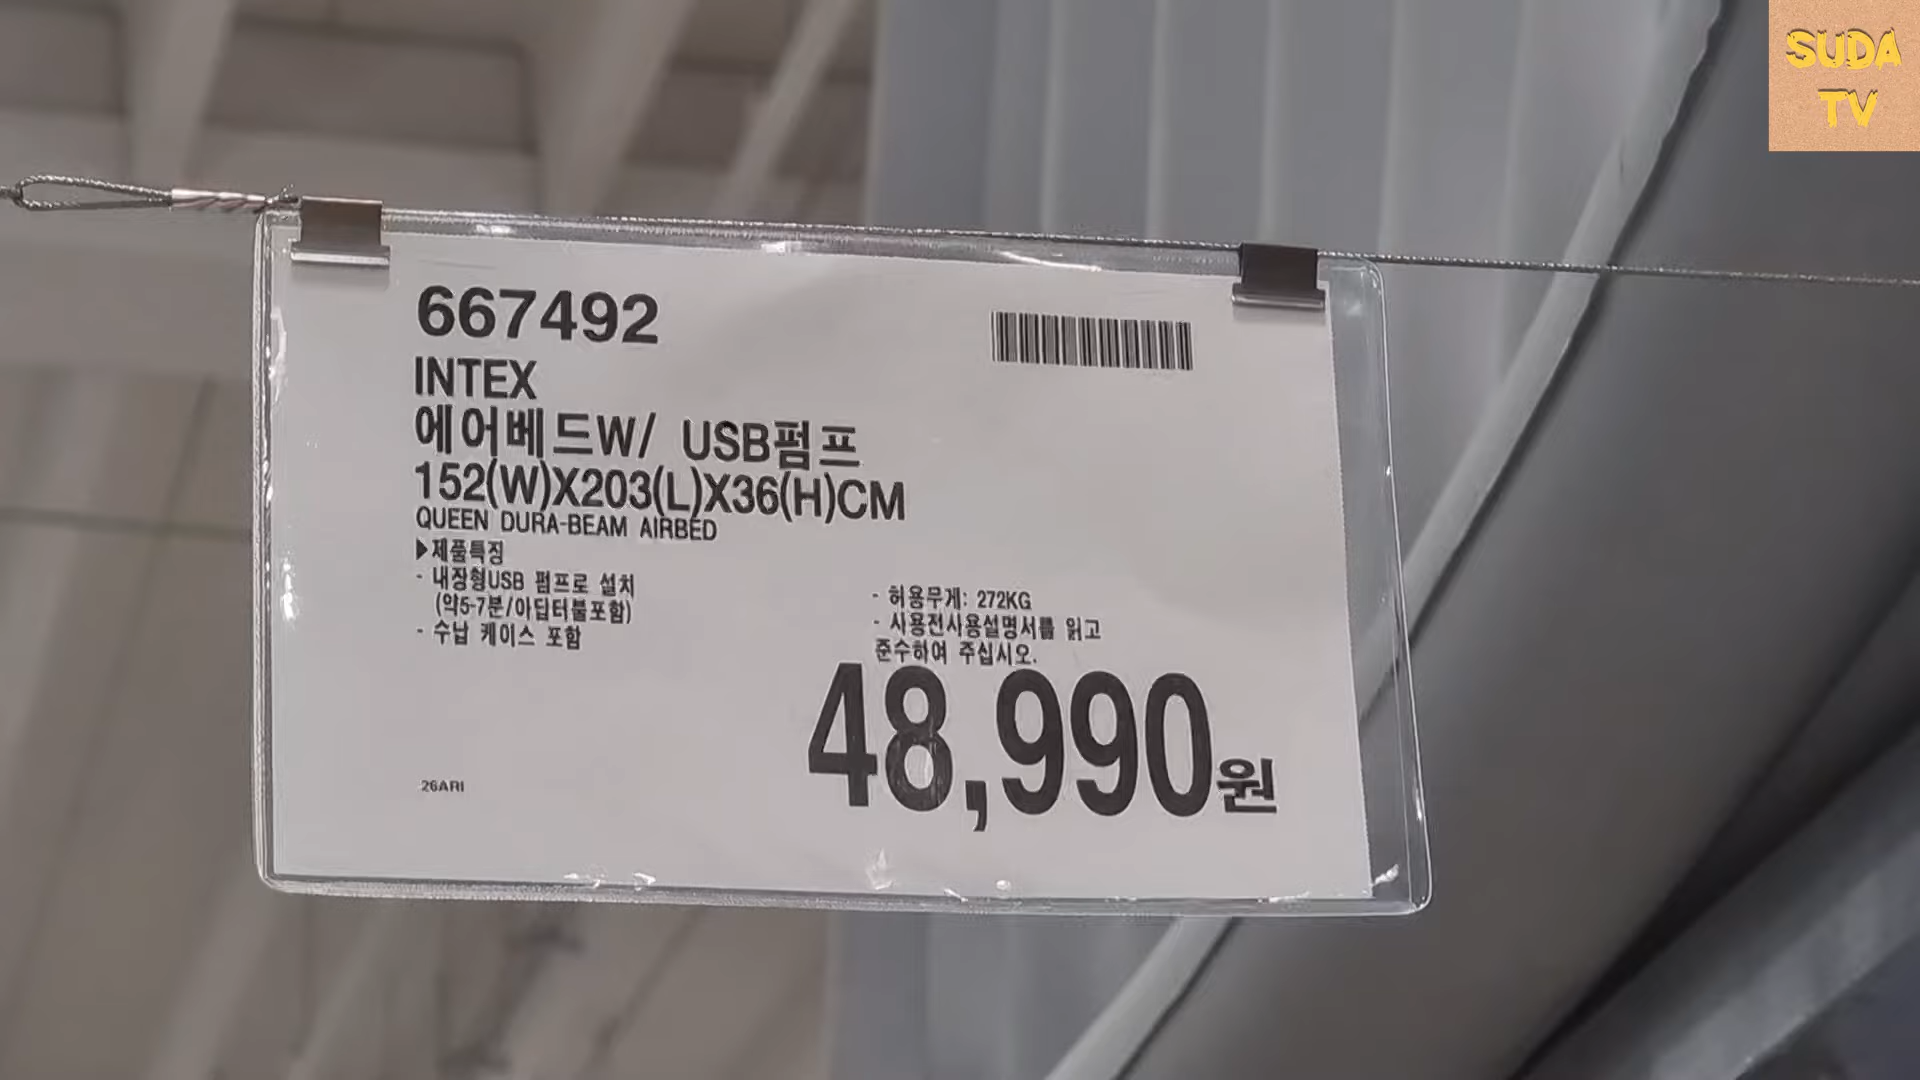 SUDA
TV
667492
INTEX
에어베드W/ USB펌프
152(W)X203(L)X36(H)CM
QUEEN DURA-BEAM AIRBED
▶제품특징
- 내장형USB 펌프로 설치
(약5-7분/아답터불포함)
- 수납 케이스 포함
- 허용무게: 272KG
- 사용전사용설명서를 읽고
준수하여 주십시오.
48,990원
26ARI